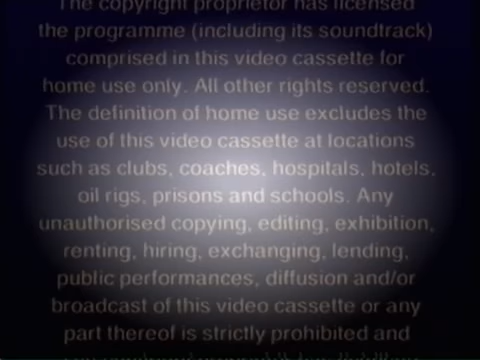 The copyright proprietor has licensed
the programme (including its soundtrack)
comprised in this video cassette for
home use only. All other rights reserved.
The definition of home use excludes the
use of this video cassette at locations
such as clubs, coaches, hospitals, hotels,
oil rigs, prisons and schools. Any
unauthorised copying, editing, exhibition,
renting, hiring, exchanging, lending,
public performances, diffusion and/or
broadcast of this video cassette or any
part thereof is strictly prohibited and